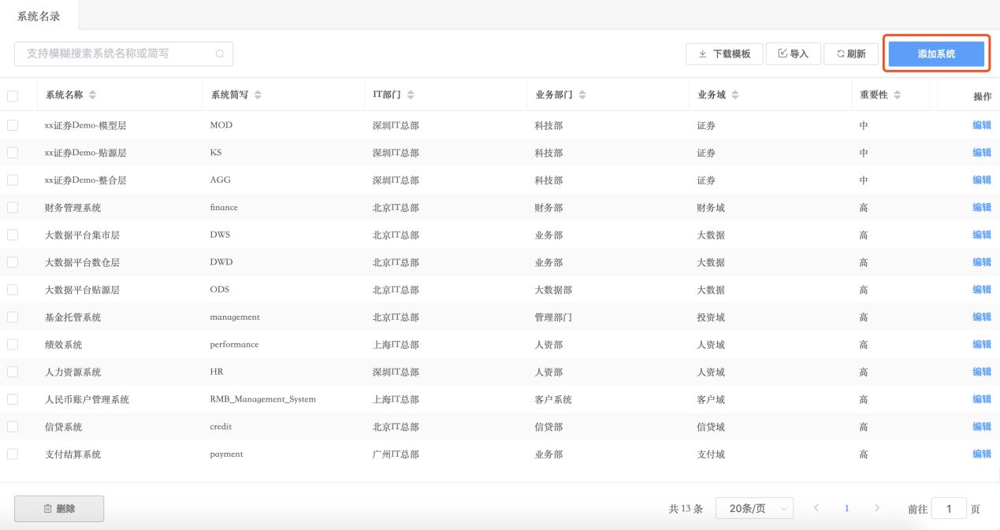 系统名录
支持模糊搜索系统名称或简写
下载模板 导入 刷新 添加系统
系统名称 系统简写 IT部门 业务部门 业务域 重要性 操作
xx证券Demo-模型层 MOD 深圳IT总部 科技部 证券 中 编辑
xx证券Demo-贴源层 KS 深圳IT总部 科技部 证券 中 编辑
xx证券Demo-整合层 AGG 深圳IT总部 科技部 证券 中 编辑
财务管理系统 finance 北京IT总部 财务部 财务域 高 编辑
大数据平台集市层 DWS 北京IT总部 业务部 大数据 高 编辑
大数据平台数仓层 DWD 北京IT总部 业务部 大数据 高 编辑
大数据平台贴源层 ODS 北京IT总部 大数据部 大数据 高 编辑
基金托管系统 management 北京IT总部 管理部门 投资域 高 编辑
绩效系统 performance 上海IT总部 人资部 人资域 高 编辑
人力资源系统 HR 深圳IT总部 人资部 人资域 高 编辑
人民币账户管理系统 RMB_Management_System 上海IT总部 客户系统 客户域 高 编辑
信贷系统 credit 北京IT总部 信贷部 信贷域 高 编辑
支付结算系统 payment 广州IT总部 业务部 支付域 高 编辑
删除 共 13 条 20条/页 1 前往 1 页